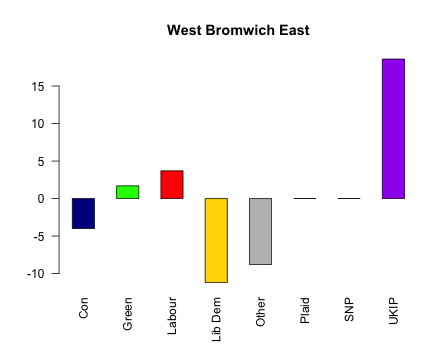 West Bromwich East
15
10
5
0
-5
-10
Con
Green
Labour
Lib Dem
Other
Plaid
SNP
UKIP